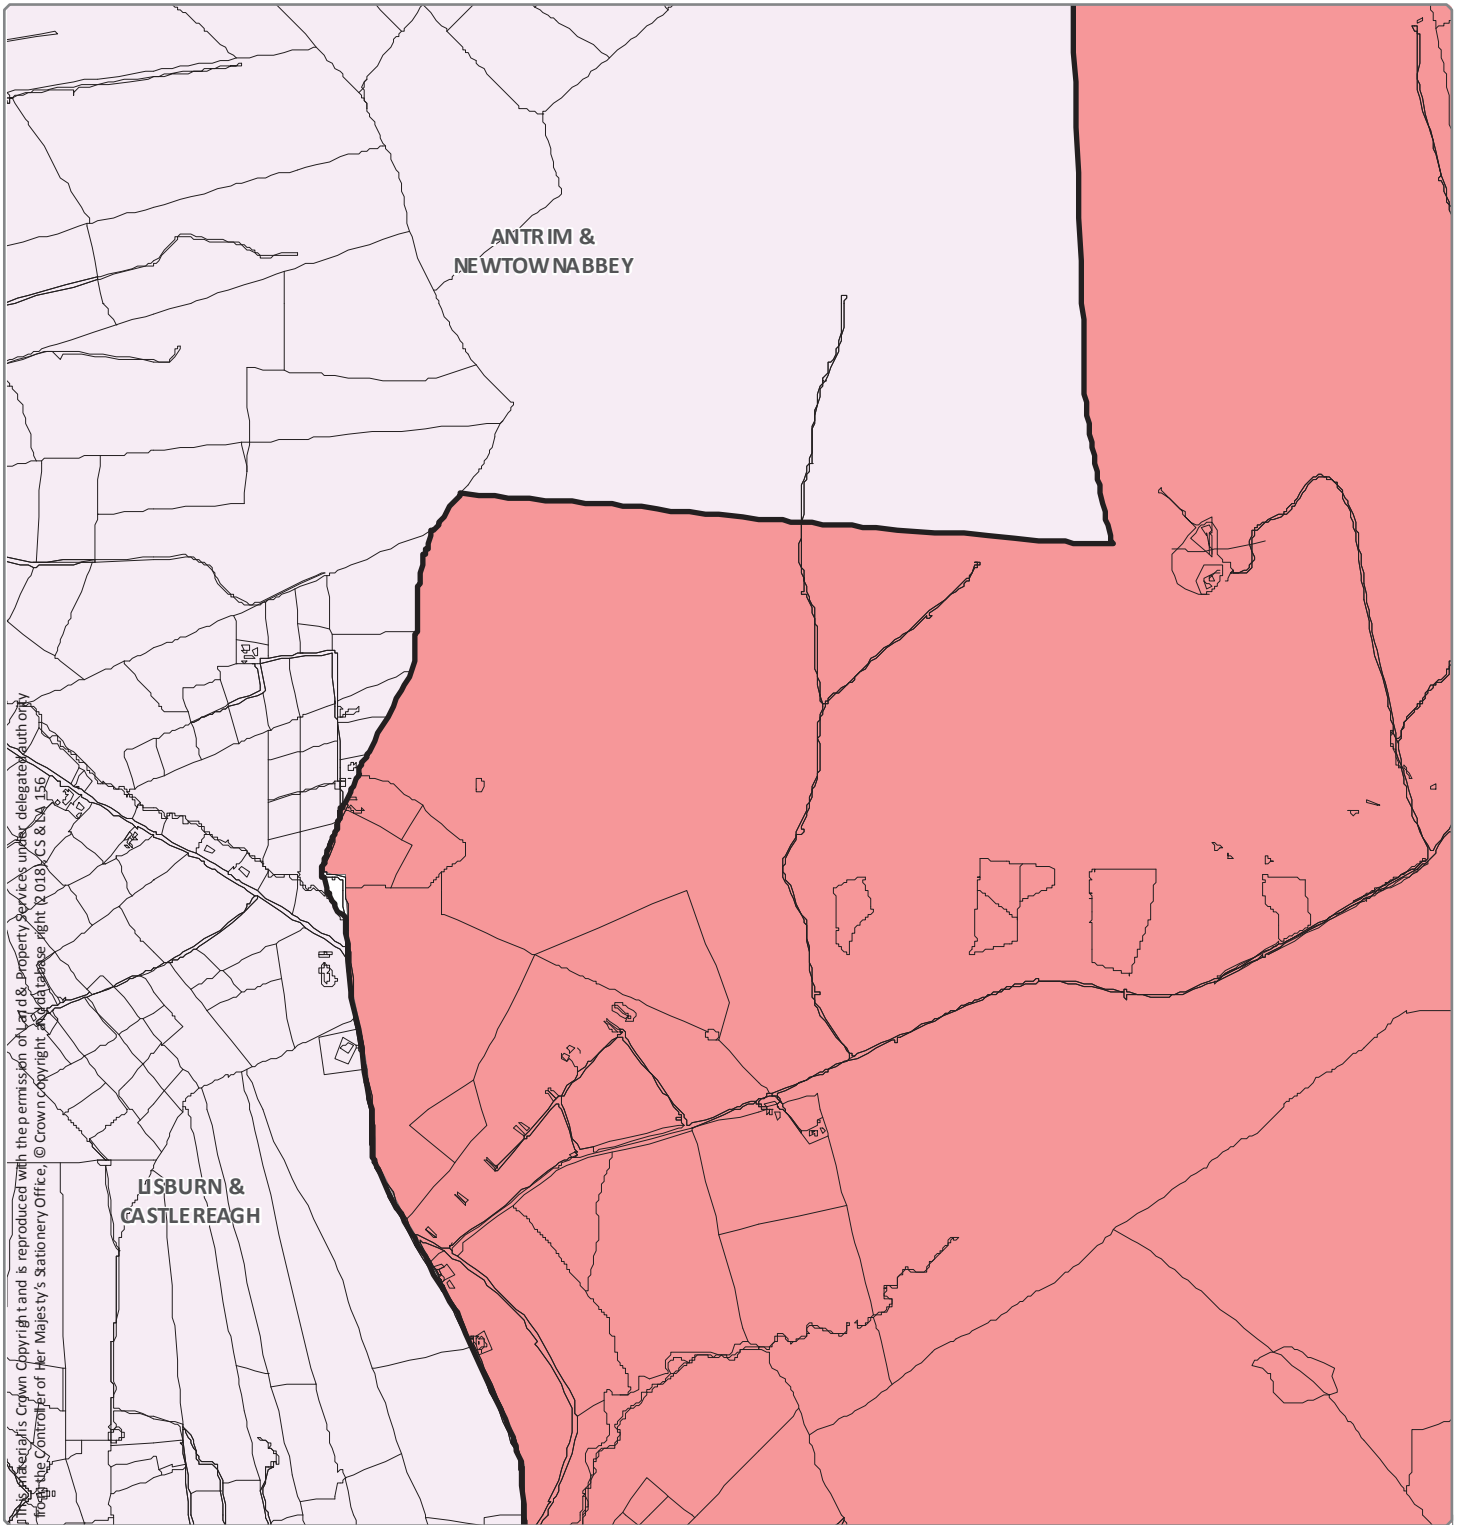 ANTRIM &
NEWTOWNABBEY
LISBURN &
CASTLEREAGH
This material is Crown Copyright and is reproduced with the permission of Land & Property Services under delegated authority
from the Controller of Her Majesty's Stationery Office, © Crown copyright and database right (2018) CS & LA 156